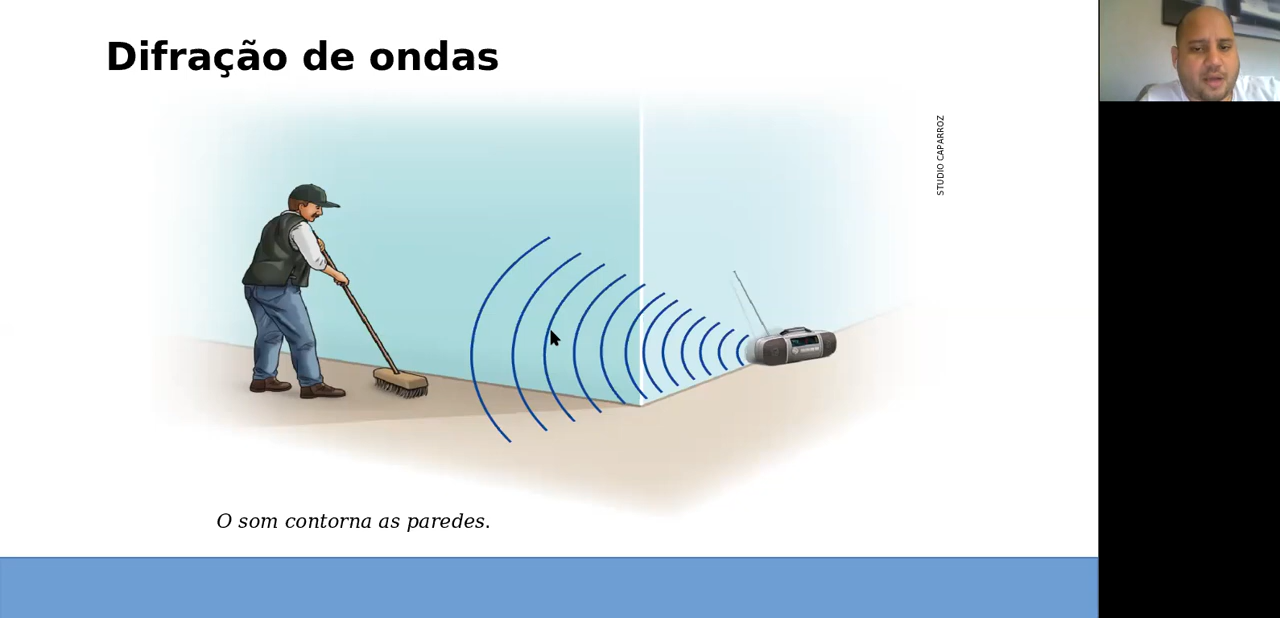 Difração de ondas
STUDIO CAPARROZ
O som contorna as paredes.